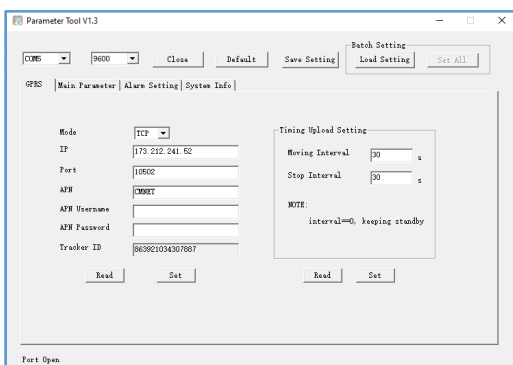 Parameter Tool V1.3
Batch Setting
COM5 9600 Close Default Save Setting Load Setting Set All
GPRS Main Parameter Alarm Setting System Info
Mode TCP
IP 173.212.241.52
Port 10502
APN CMNET
APN Username
APN Password
Tracker ID 863921034307887
Read Set
Timing Upload Setting
Moving Interval 30 s
Stop Interval 30 s
NOTE:
interval==0, keeping standby
Read Set
Port Open